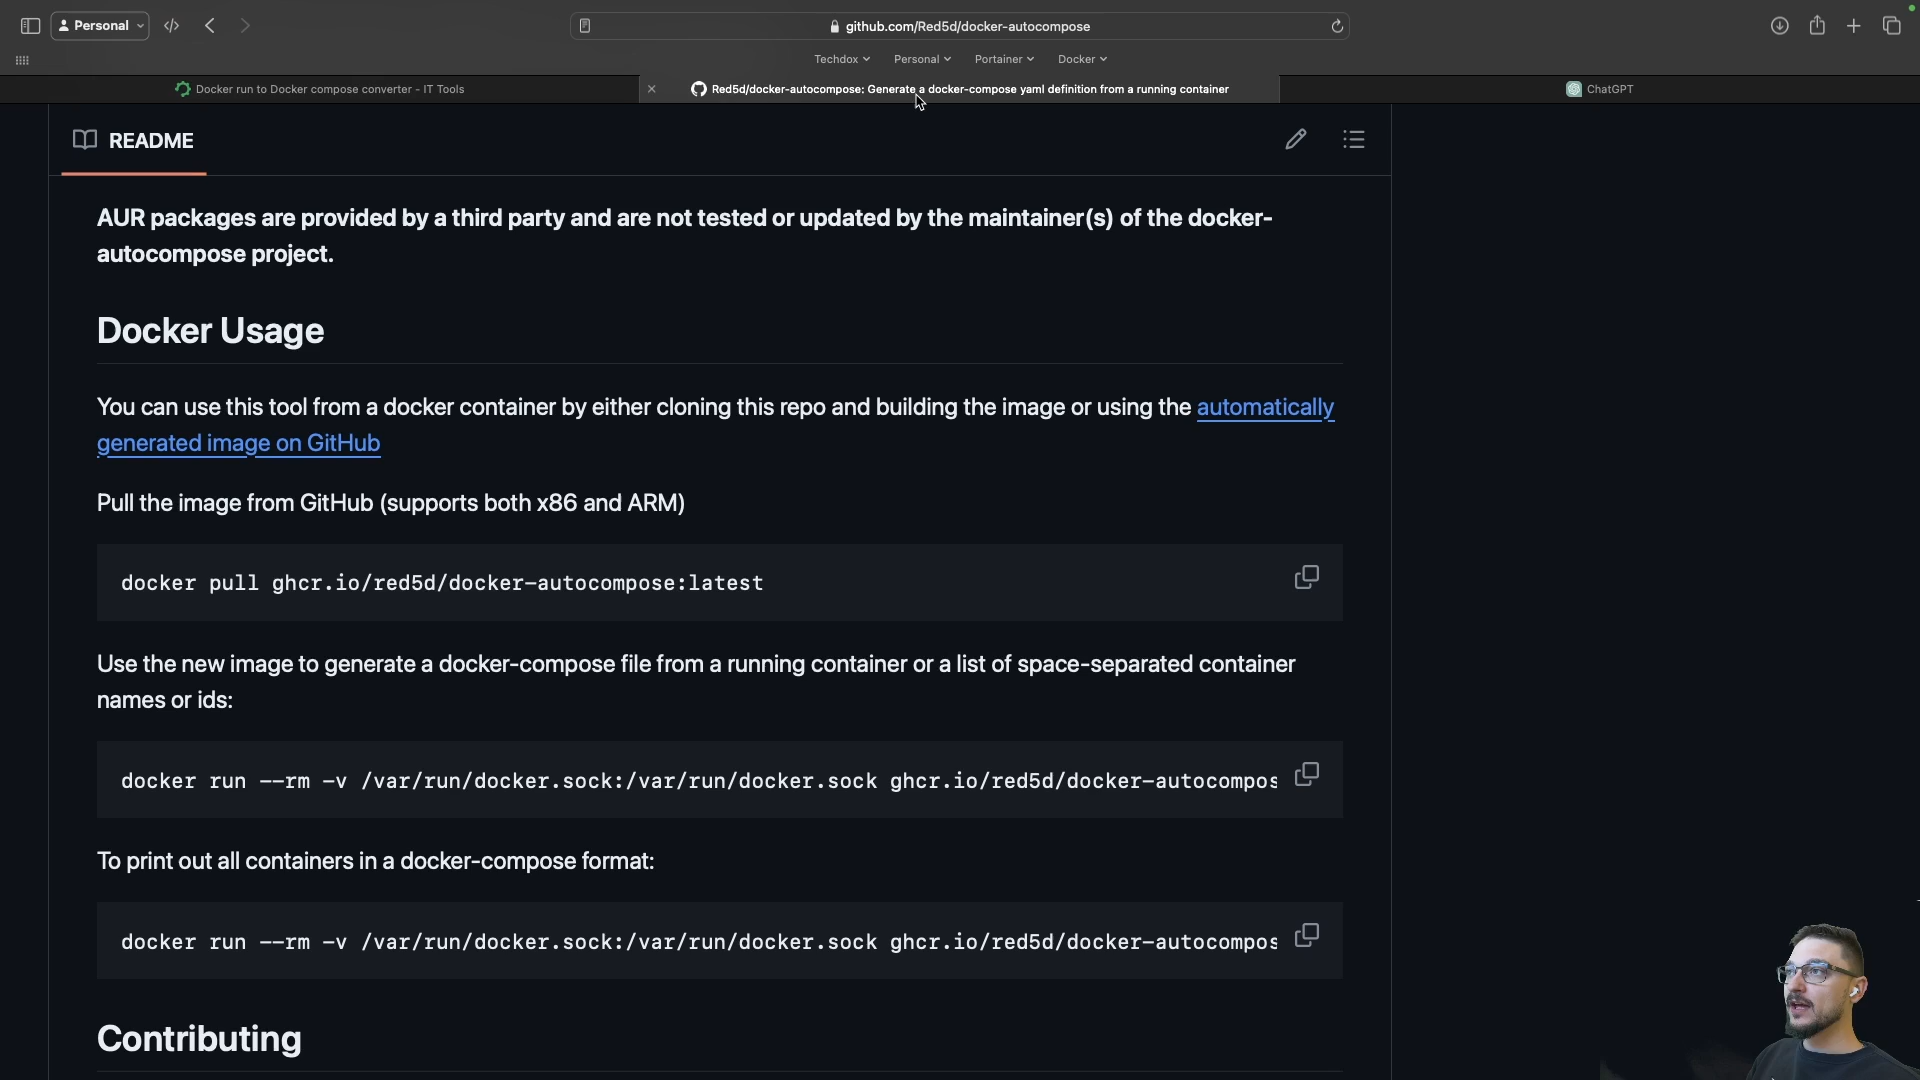 Personal
github.com/Red5d/docker-autocompose
Techdox
Personal
Portainer
Docker
Docker run to Docker compose converter - IT Tools
Red5d/docker-autocompose: Generate a docker-compose yaml definition from a running container
ChatGPT
README
AUR packages are provided by a third party and are not tested or updated by the maintainer(s) of the docker-
autocompose project.
Docker Usage
You can use this tool from a docker container by either cloning this repo and building the image or using the automatically
generated image on GitHub
Pull the image from GitHub (supports both x86 and ARM)
docker pull ghcr.io/red5d/docker-autocompose:latest
Use the new image to generate a docker-compose file from a running container or a list of space-separated container
names or ids:
docker run --rm -v /var/run/docker.sock:/var/run/docker.sock ghcr.io/red5d/docker-autocompos
To print out all containers in a docker-compose format:
docker run --rm -v /var/run/docker.sock:/var/run/docker.sock ghcr.io/red5d/docker-autocompos
Contributing